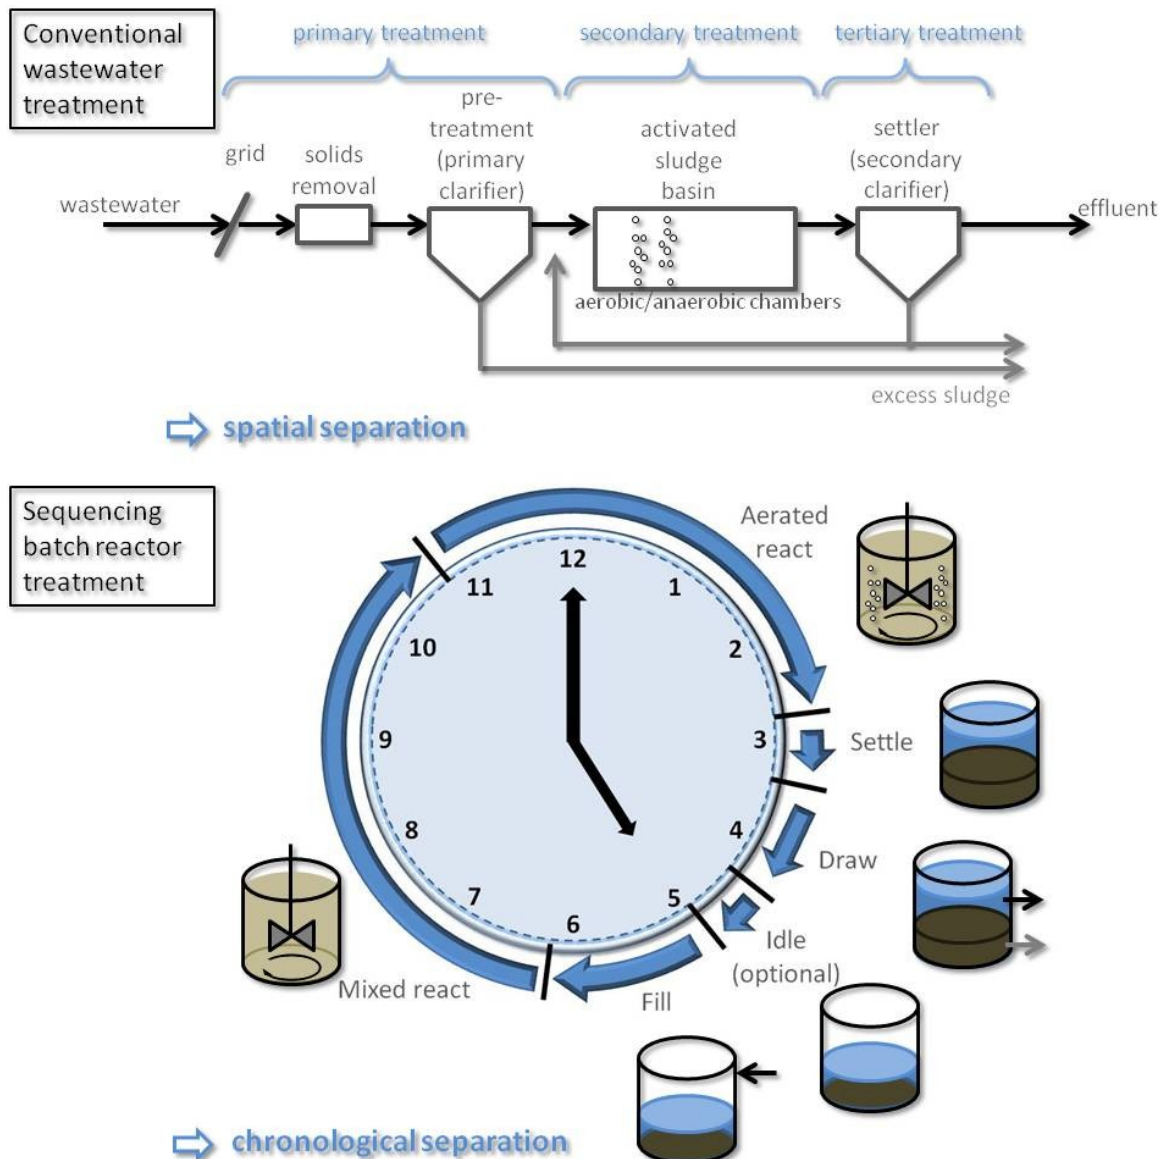 Conventional
wastewater
treatment
primary treatment
secondary treatment
tertiary treatment
grid
solids
removal
pre-
treatment
(primary
clarifier)
activated
sludge
basin
settler
(secondary
clarifier)
wastewater
effluent
aerobic/anaerobic chambers
excess sludge
spatial separation
Sequencing
batch reactor
treatment
Aerated
react
12
1
2
3
4
5
6
7
8
9
10
11
Settle
Draw
Idle
(optional)
Fill
Mixed react
chronological separation